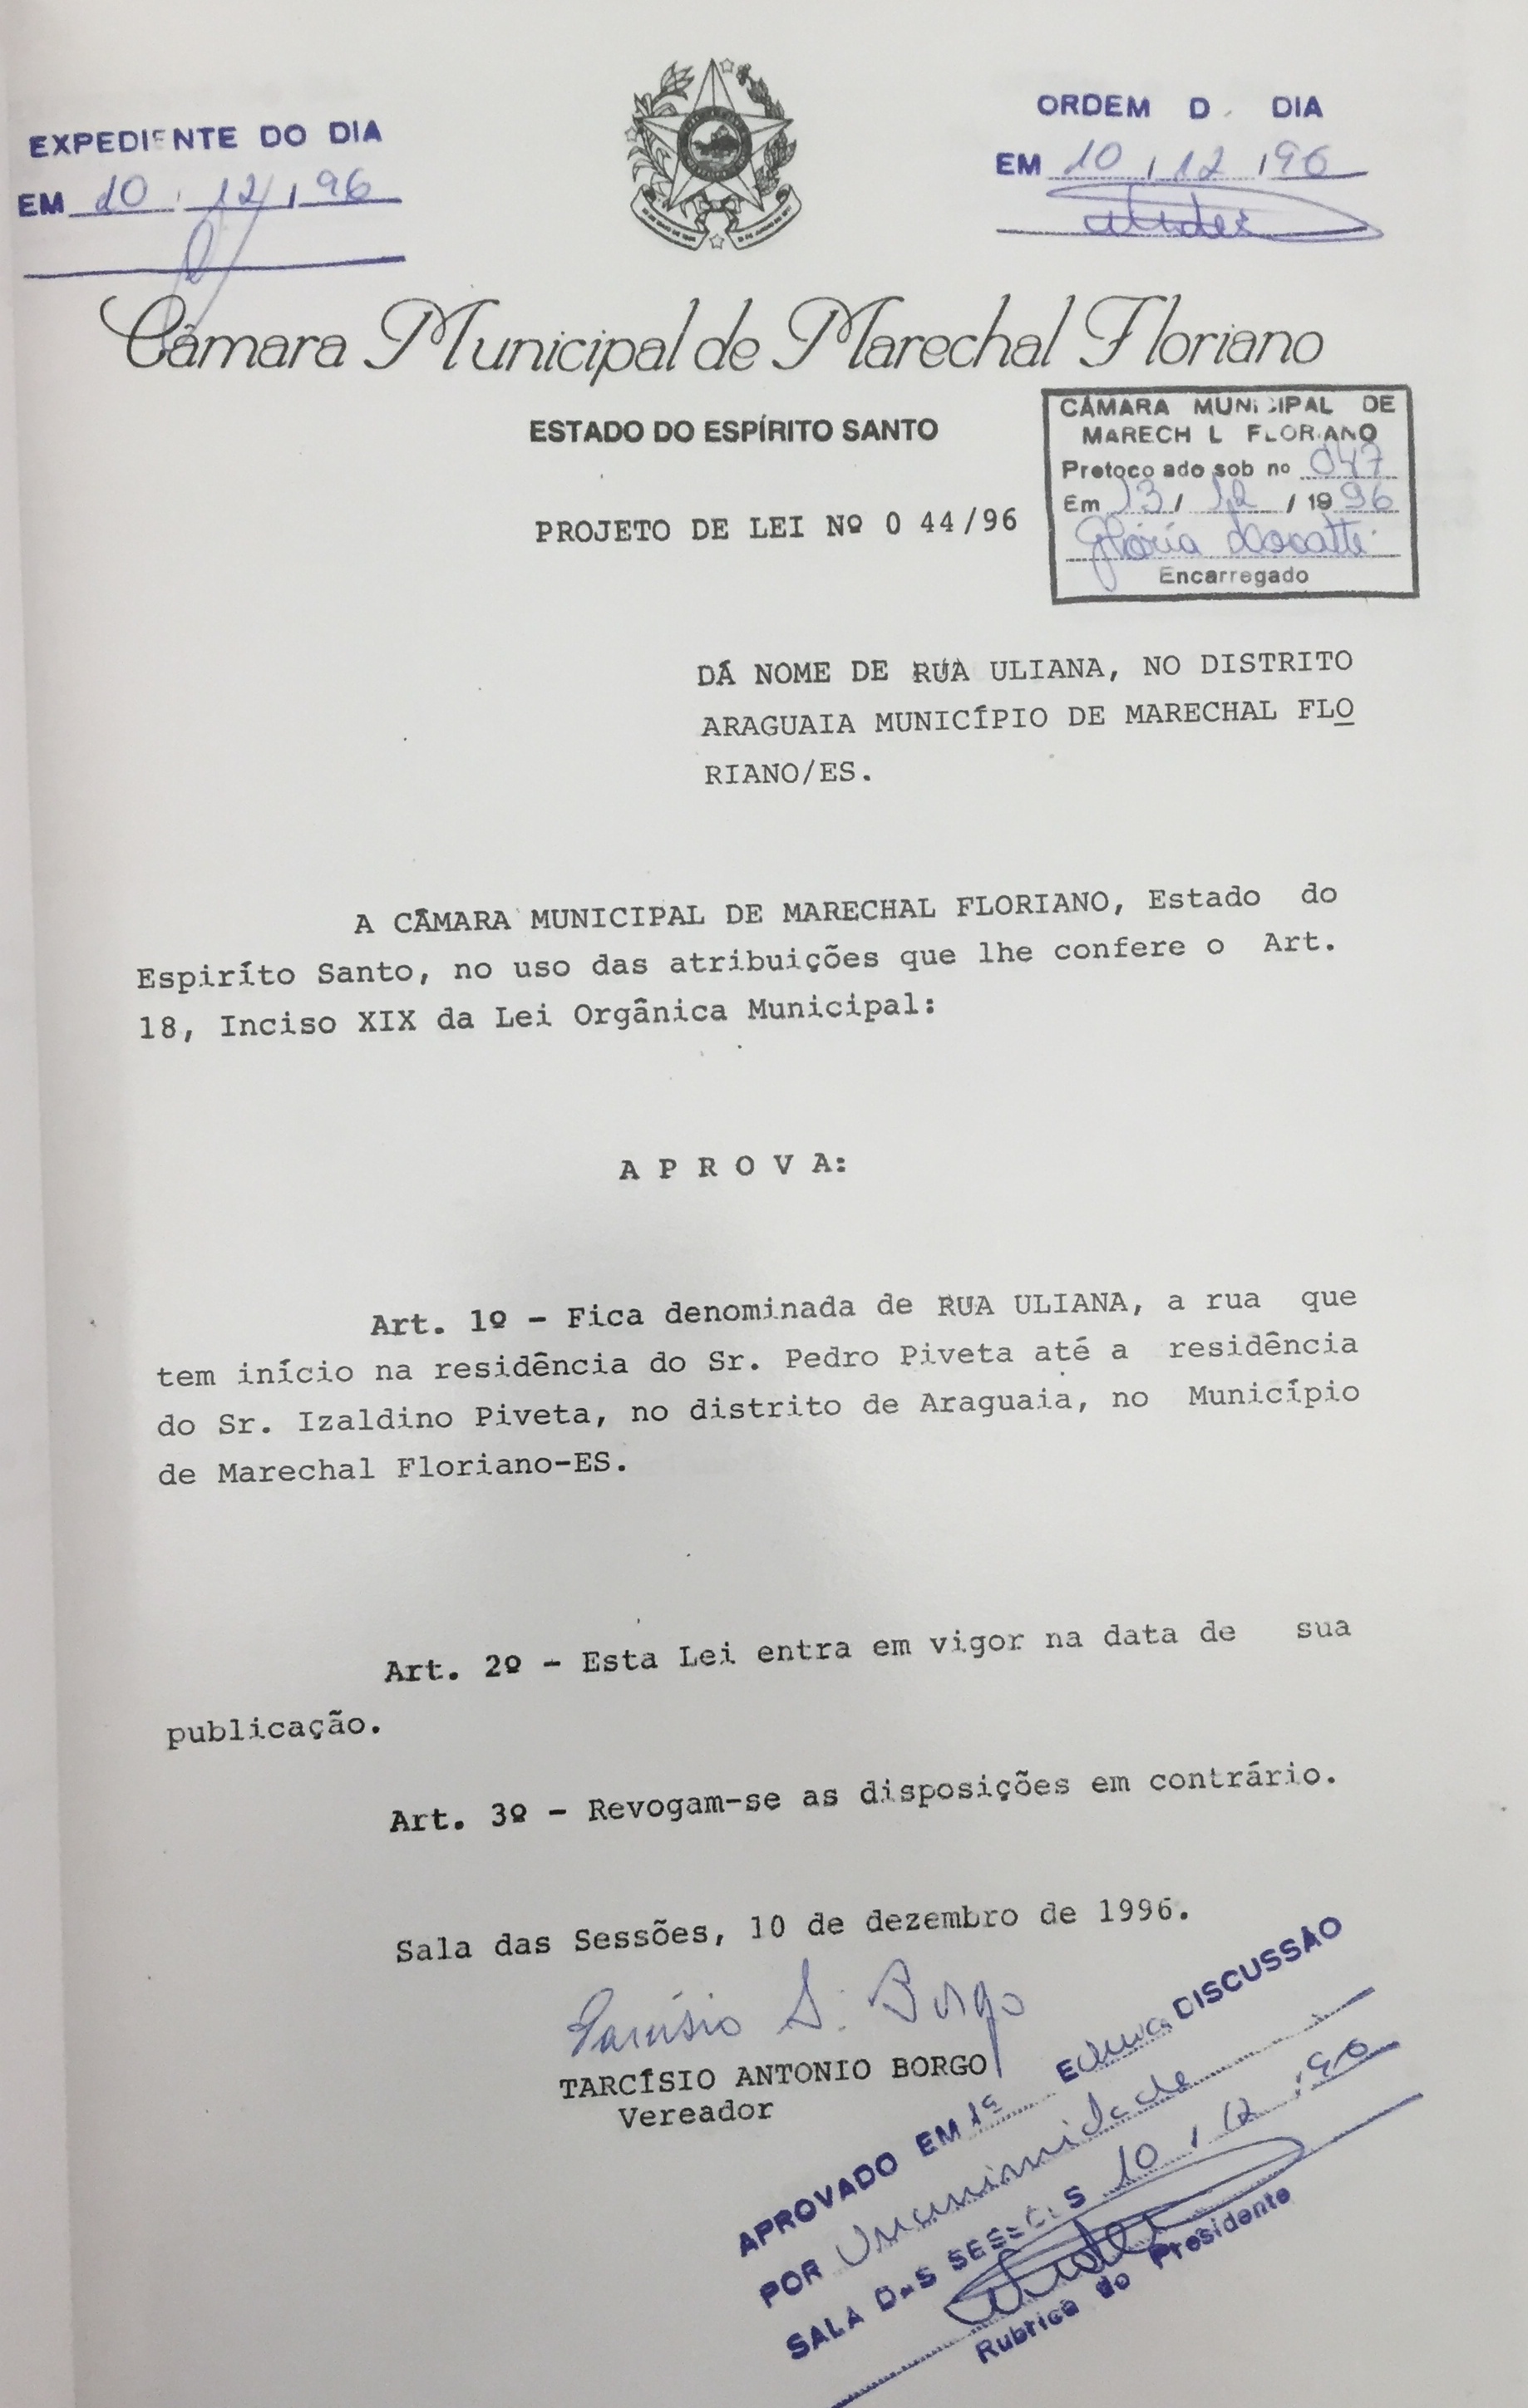 EXPEDIENTE DO DIA
EM 10 / 12 / 96
ORDEM D DIA
EM 10 / 12 / 96
Câmara Municipal de Marechal Floriano
ESTADO DO ESPÍRITO SANTO
CÂMARA MUNICIPAL DE
MARECH L FLORIANO
Protoco ado sob nº 047
Em 13 / 12 / 1996
Glória
Encarregado
PROJETO DE LEI Nº 0 44/96
DÁ NOME DE RUA ULIANA, NO DISTRITO
ARAGUAIA MUNICÍPIO DE MARECHAL FLO
RIANO/ES.
A CÂMARA MUNICIPAL DE MARECHAL FLORIANO, Estado do
Espiríto Santo, no uso das atribuições que lhe confere o Art.
18, Inciso XIX da Lei Orgânica Municipal:
A P R O V A:
Art. 1º - Fica denominada de RUA ULIANA, a rua que
tem início na residência do Sr. Pedro Piveta até a residência
do Sr. Izaldino Piveta, no distrito de Araguaia, no Município
de Marechal Floriano-ES.
Art. 2º - Esta Lei entra em vigor na data de sua
publicação.
Art. 3º - Revogam-se as disposições em contrário.
Sala das Sessões, 10 de dezembro de 1996.
Tarcísio A. Borgo
TARCÍSIO ANTONIO BORGO
Vereador
APROVADO EM 1ª E única DISCUSSÃO
POR Unanimidade
SALA DAS SESSÕES 10 / 12 / 96
Rubrica do Presidente